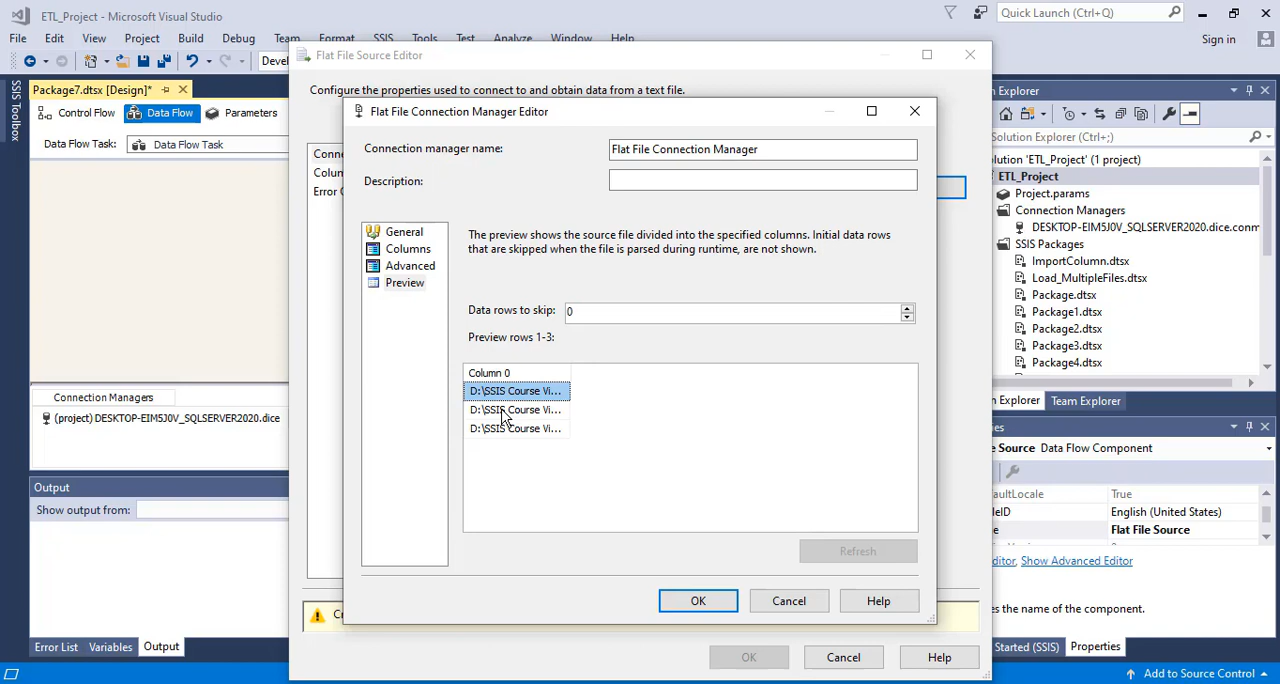 ETL_Project - Microsoft Visual Studio
Quick Launch (Ctrl+Q)
File Edit View Project Build Debug Team Format SSIS Tools Test Analyze Window Help
Sign in
SSIS Toolbox
Package7.dtsx [Design]*
Control Flow Data Flow Parameters
Data Flow Task: Data Flow Task
Connection Managers
(project) DESKTOP-EIM5J0V_SQLSERVER2020.dice
Output
Show output from:
Error List Variables Output
Flat File Source Editor
Configure the properties used to connect to and obtain data from a text file.
OK Cancel Help
Flat File Connection Manager Editor
Connection manager name: Flat File Connection Manager
Description:
General
Columns
Advanced
Preview
The preview shows the source file divided into the specified columns. Initial data rows
that are skipped when the file is parsed during runtime, are not shown.
Data rows to skip: 0
Preview rows 1-3:
Column 0
D:\SSIS Course Vi...
D:\SSIS Course Vi...
D:\SSIS Course Vi...
Refresh
OK Cancel Help
Explorer
Solution Explorer (Ctrl+;)
olution 'ETL_Project' (1 project)
ETL_Project
Project.params
Connection Managers
DESKTOP-EIM5J0V_SQLSERVER2020.dice.conm
SSIS Packages
ImportColumn.dtsx
Load_MultipleFiles.dtsx
Package.dtsx
Package1.dtsx
Package2.dtsx
Package3.dtsx
Package4.dtsx
Explorer Team Explorer
ies
Source Data Flow Component
aultLocale True
leID English (United States)
e Flat File Source
ditor, Show Advanced Editor
es the name of the component.
Started (SSIS) Properties
Add to Source Control